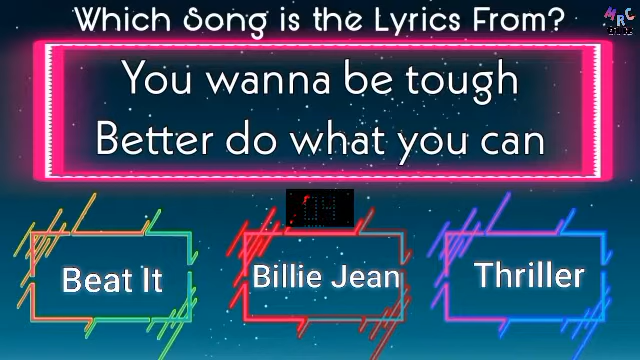 Which Song is the Lyrics From?
MRC
You wanna be tough
Better do what you can
Beat It
Billie Jean
Thriller